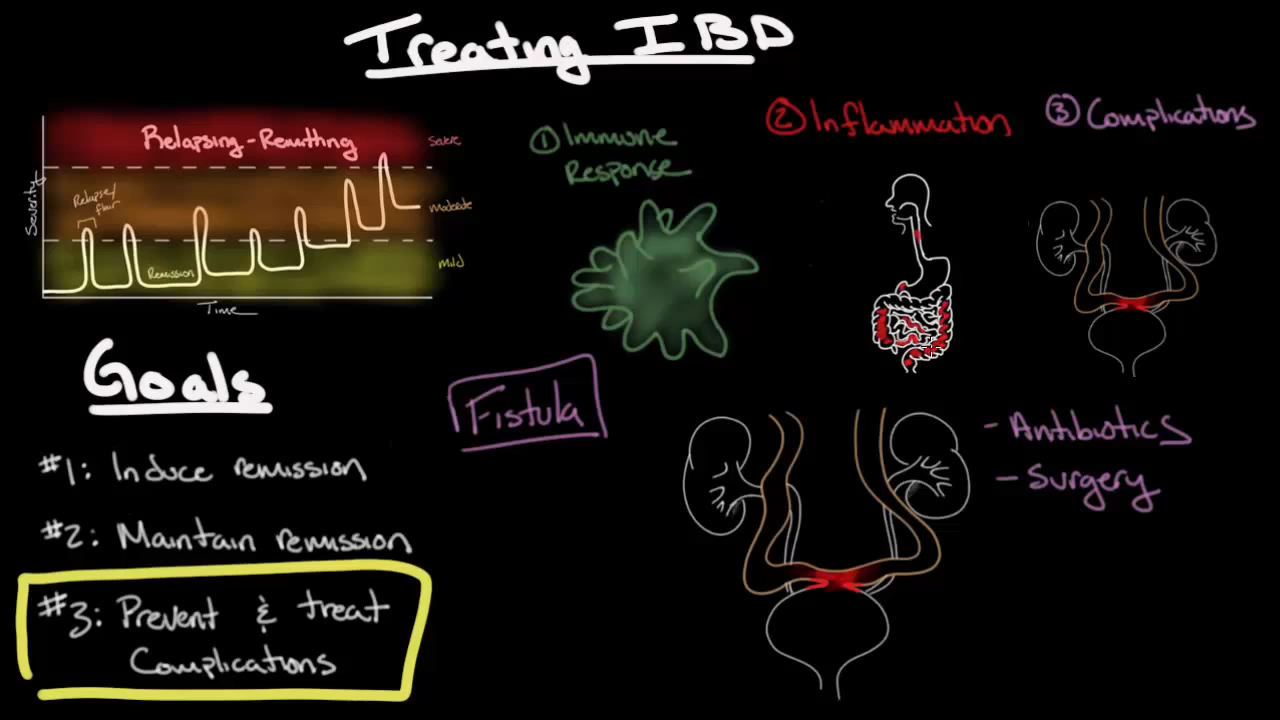 Treating IBD
Relapsing-Remitting
Severity
Relapse/
flair
Remission
Severe
Moderate
Mild
Time
① Immune
Response
② Inflammation
③ Complications
Goals
#1: Induce remission
#2: Maintain remission
#3: Prevent & treat
Complications
Fistula
- Antibiotics
- Surgery